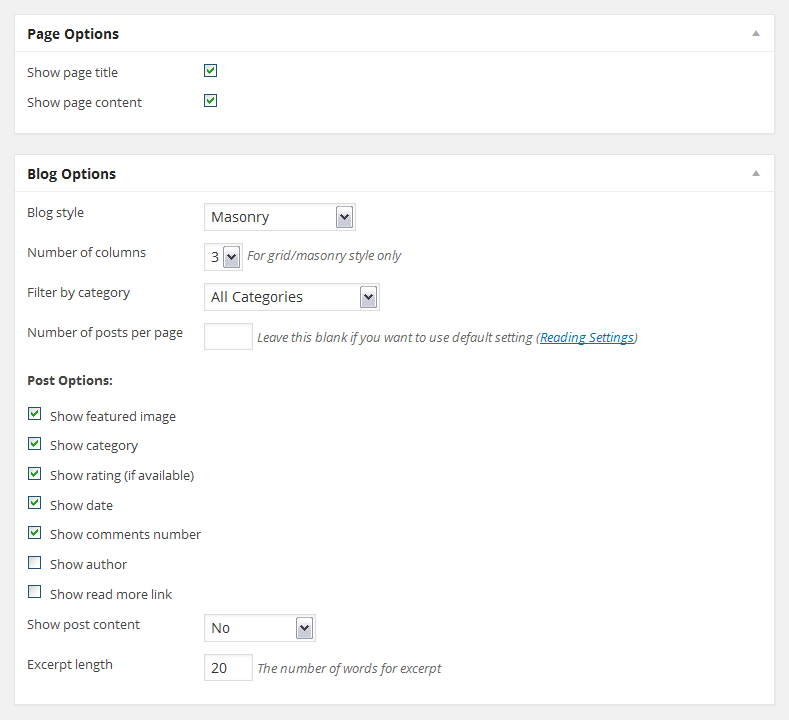 Page Options
Show page title
Show page content
Blog Options
Blog style Masonry
Number of columns 3 For grid/masonry style only
Filter by category All Categories
Number of posts per page Leave this blank if you want to use default setting (Reading Settings)
Post Options:
Show featured image
Show category
Show rating (if available)
Show date
Show comments number
Show author
Show read more link
Show post content No
Excerpt length 20 The number of words for excerpt